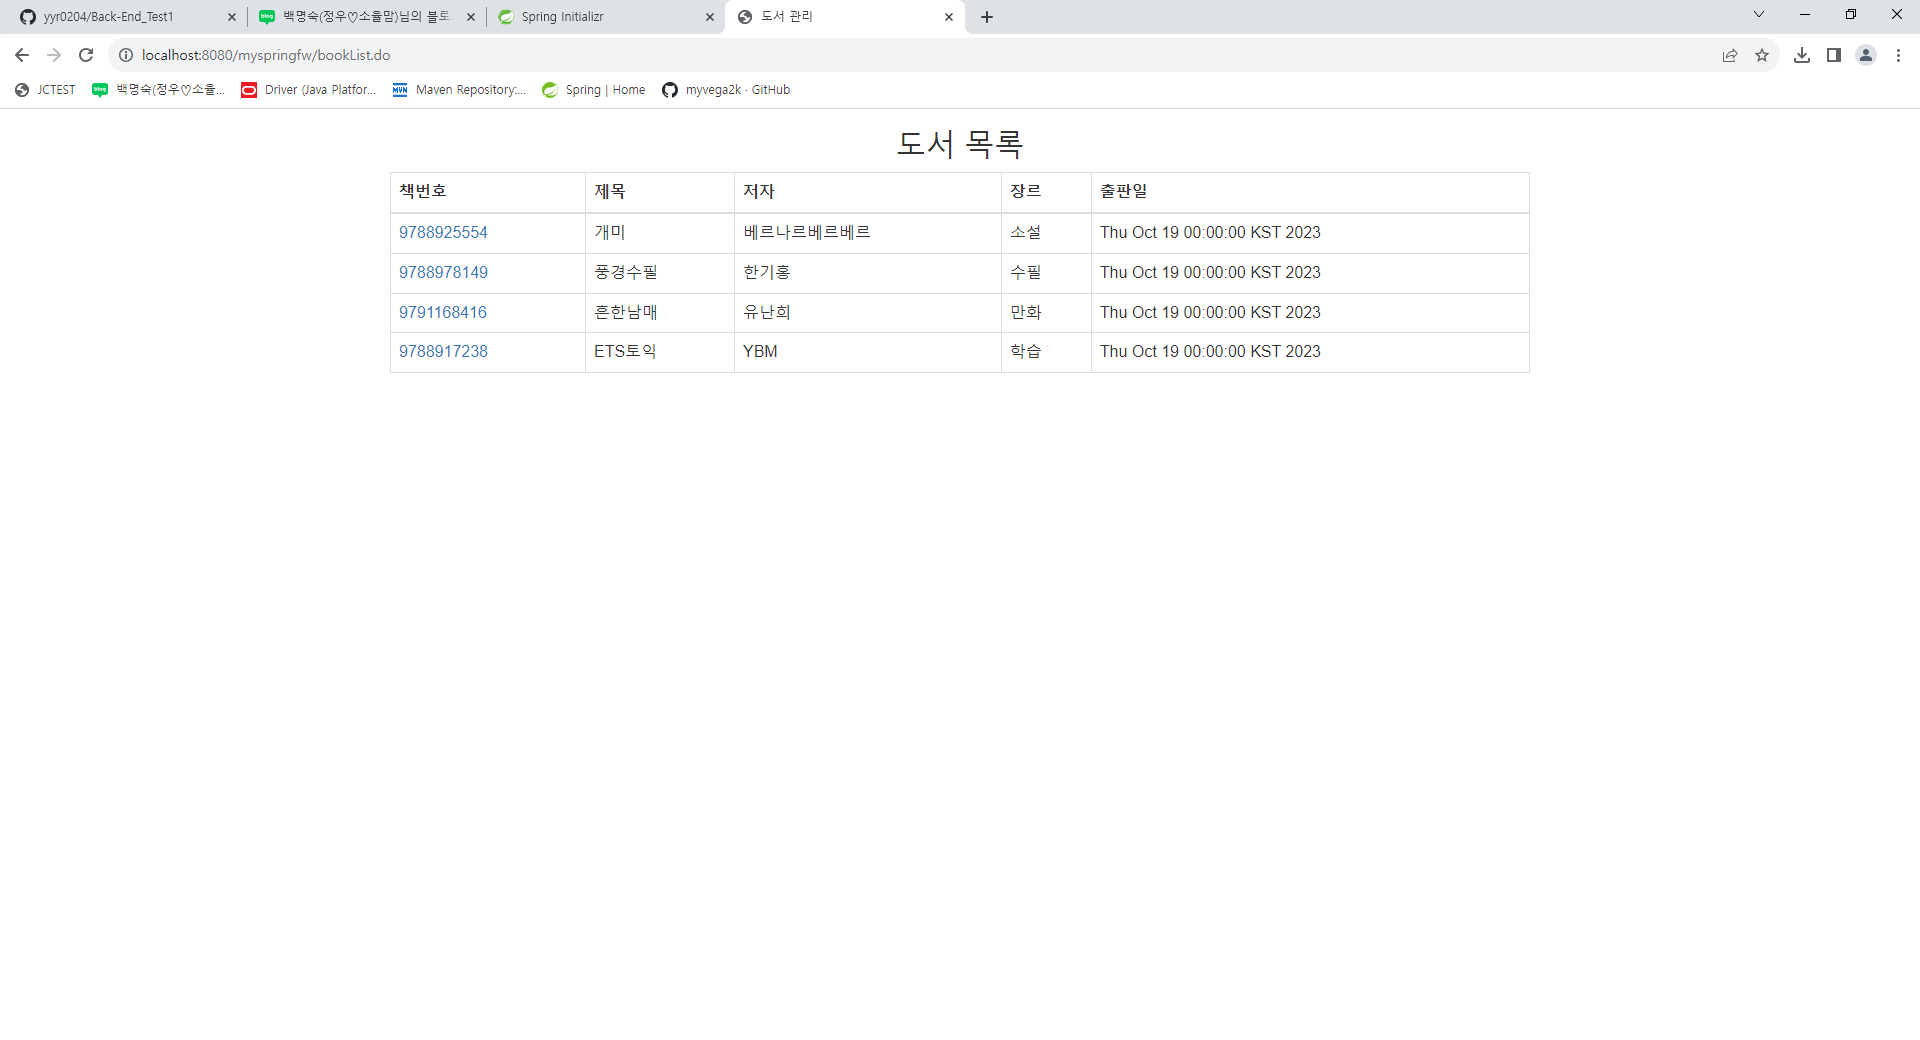 yyr0204/Back-End_Test1
백명숙(정우♡소율맘)님의 블로
Spring Initializr
도서 관리
localhost:8080/myspringfw/bookList.do
JCTEST
백명숙(정우♡소율...
Driver (Java Platfor...
Maven Repository:...
Spring | Home
myvega2k · GitHub
도서 목록
책번호 제목 저자 장르 출판일
9788925554 개미 베르나르베르베르 소설 Thu Oct 19 00:00:00 KST 2023
9788978149 풍경수필 한기홍 수필 Thu Oct 19 00:00:00 KST 2023
9791168416 흔한남매 유난희 만화 Thu Oct 19 00:00:00 KST 2023
9788917238 ETS토익 YBM 학습 Thu Oct 19 00:00:00 KST 2023